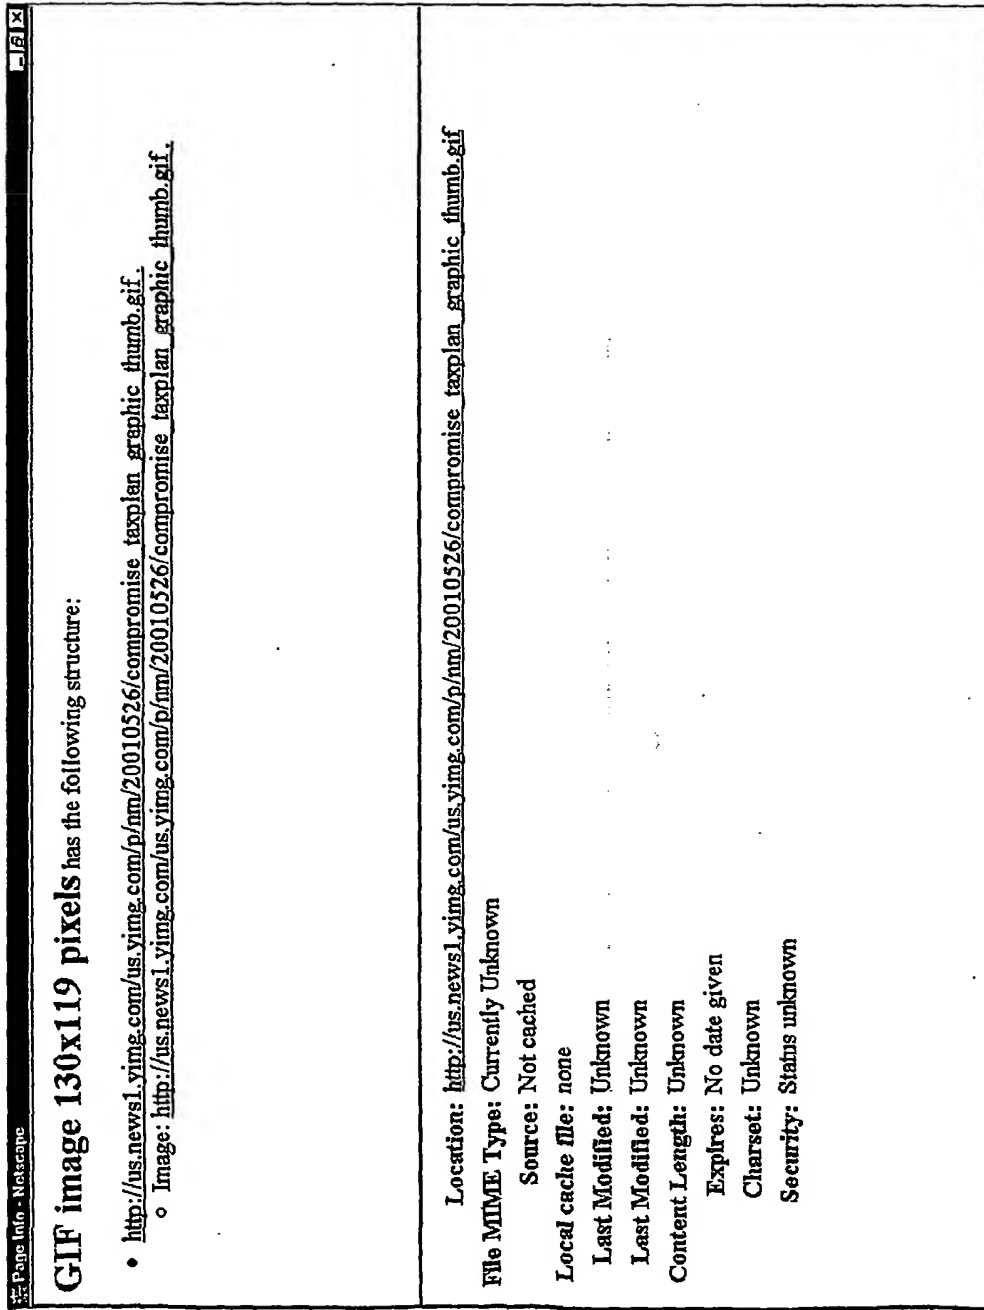 Page Info - Netscape
GIF image 130x119 pixels has the following structure:
• http://us.news1.yimg.com/us.yimg.com/p/nm/20010526/compromise_taxplan_graphic_thumb.gif.
○ Image: http://us.news1.yimg.com/us.yimg.com/p/nm/20010526/compromise_taxplan_graphic_thumb.gif.
Location: http://us.news1.yimg.com/us.yimg.com/p/nm/20010526/compromise_taxplan_graphic_thumb.gif
File MIME Type: Currently Unknown
Source: Not cached
Local cache file: none
Last Modified: Unknown
Last Modified: Unknown
Content Length: Unknown
Expires: No date given
Charset: Unknown
Security: Status unknown